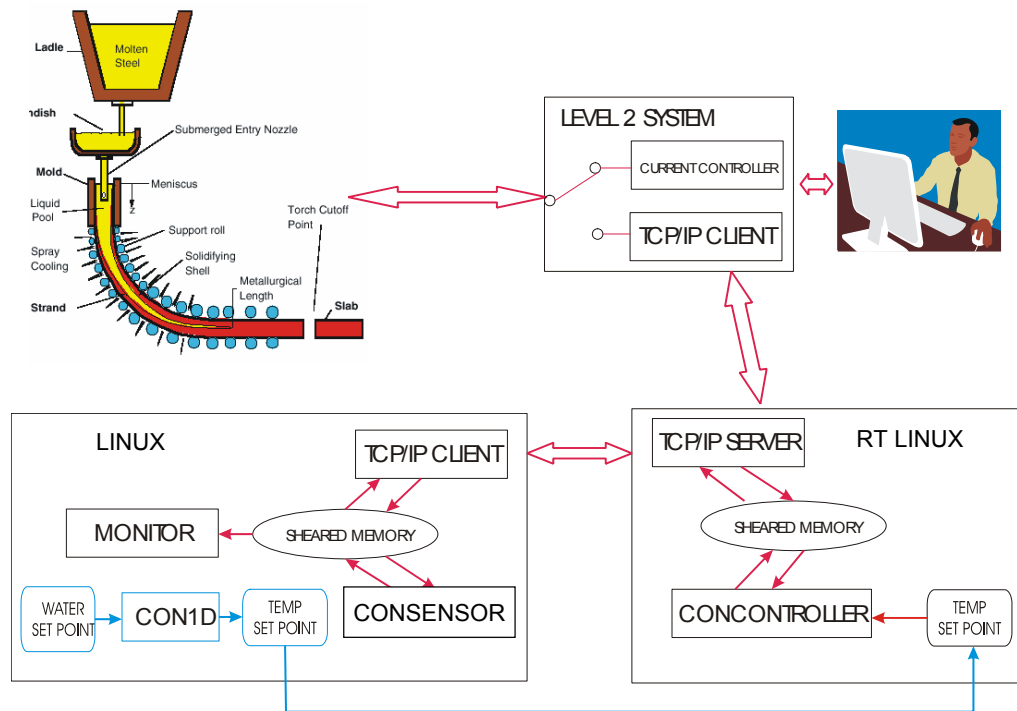 Ladle
Molten
Steel
ndish
Submerged Entry Nozzle
Mold
Meniscus
z
Liquid
Pool
Torch Cutoff
Point
Support roll
Spray
Cooling
Solidifying
Shell
Metallurgical
Length
Strand
Slab
LEVEL 2 SYSTEM
CURRENT CONTROLLER
TCP/IP CLIENT
LINUX
TCP/IP CLIENT
MONITOR
SHEARED MEMORY
CONSENSOR
WATER
SET POINT
CON1D
TEMP
SET POINT
RT LINUX
TCP/IP SERVER
SHEARED MEMORY
CONCONTROLLER
TEMP
SET POINT